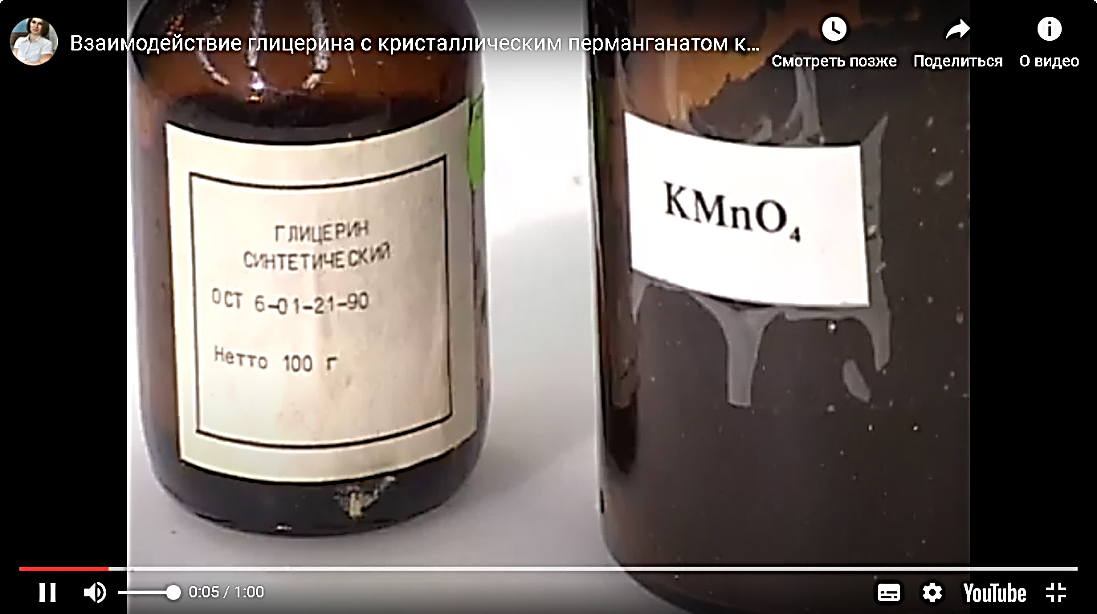 Взаимодействие глицерина с кристаллическим перманганатом к...
Смотреть позже
Поделиться
О видео
ГЛИЦЕРИН
СИНТЕТИЧЕСКИЙ
ОСТ 6-01-21-90
Нетто 100 г
KMnO₄
0:05 / 1:00
YouTube